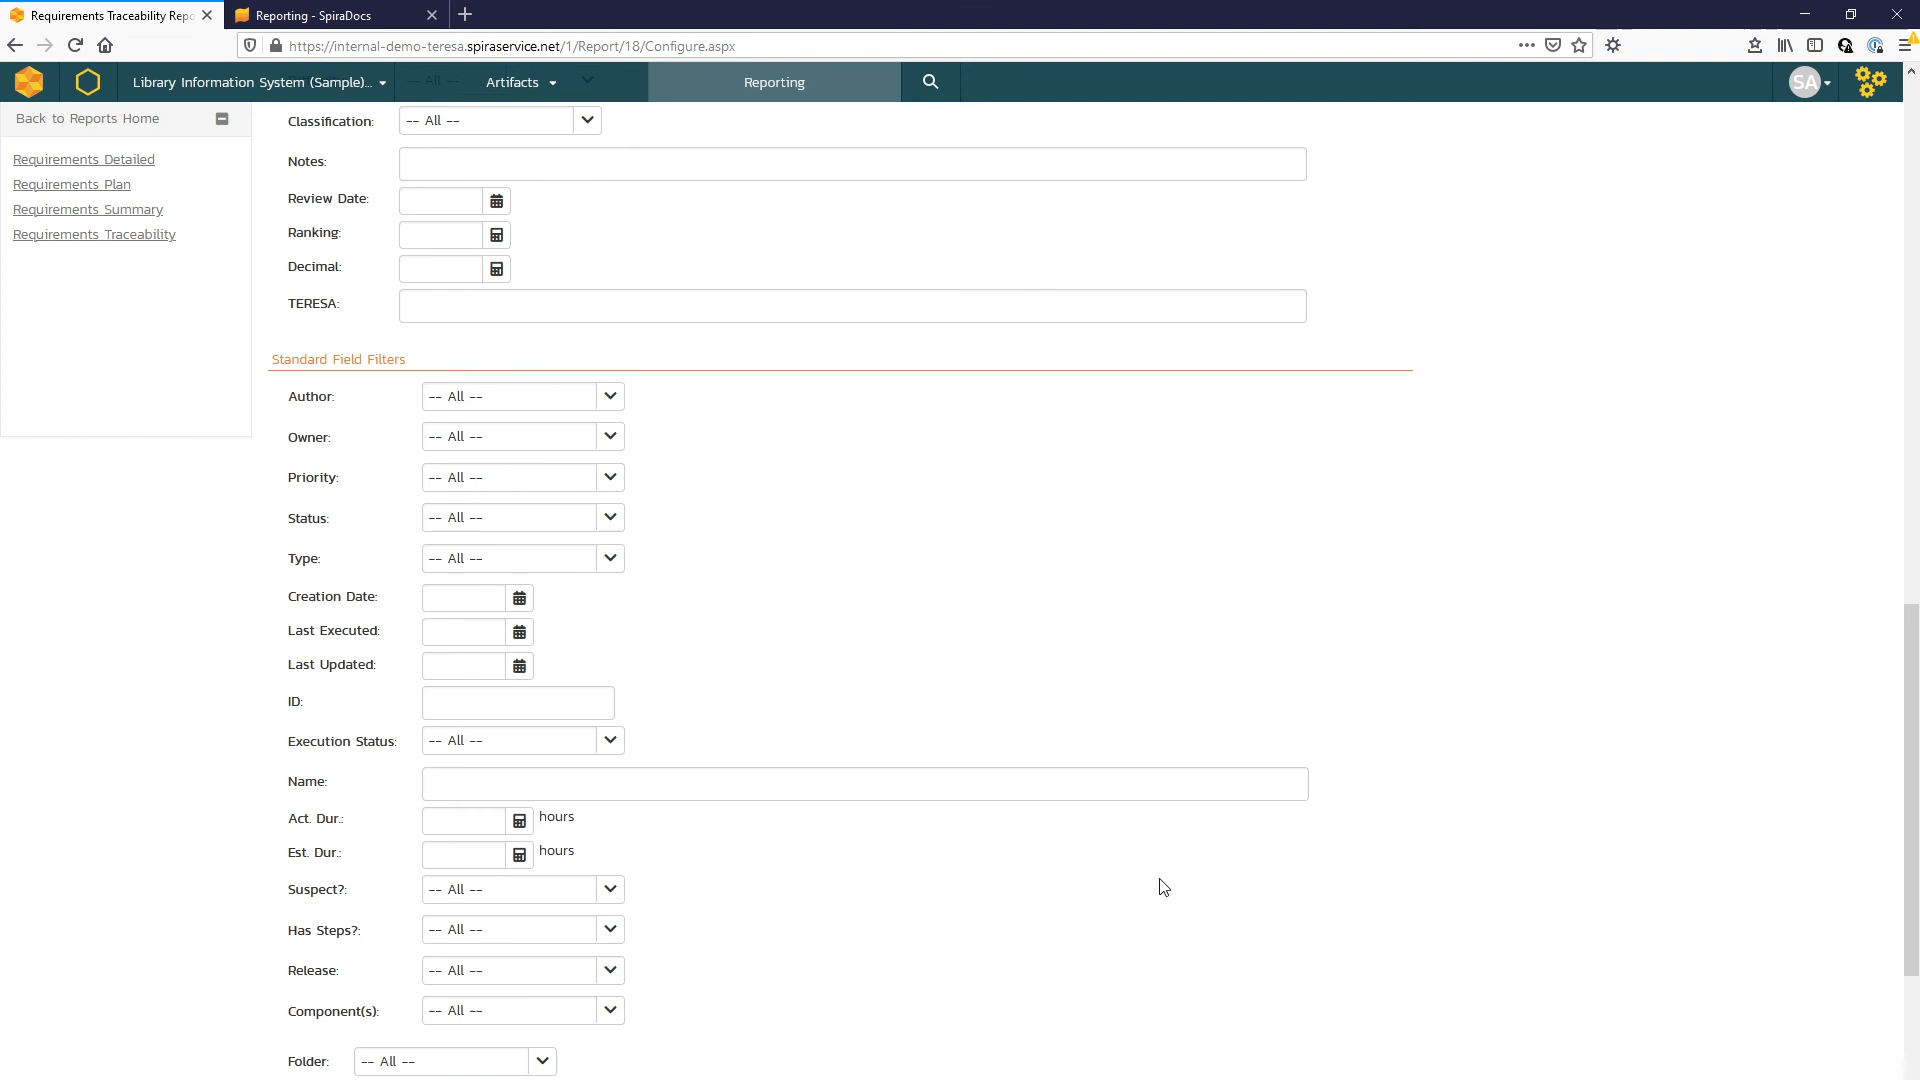 Requirements Traceability Repo
Reporting - SpiraDocs
https://internal-demo-teresa.spiraservice.net/1/Report/18/Configure.aspx
Library Information System (Sample)...
-- All --
Artifacts
Reporting
SA
Back to Reports Home
Requirements Detailed
Requirements Plan
Requirements Summary
Requirements Traceability
Classification: -- All --
Notes:
Review Date:
Ranking:
Decimal:
TERESA:
Standard Field Filters
Author: -- All --
Owner: -- All --
Priority: -- All --
Status: -- All --
Type: -- All --
Creation Date:
Last Executed:
Last Updated:
ID:
Execution Status: -- All --
Name:
Act. Dur.: hours
Est. Dur.: hours
Suspect?: -- All --
Has Steps?: -- All --
Release: -- All --
Component(s): -- All --
Folder: -- All --